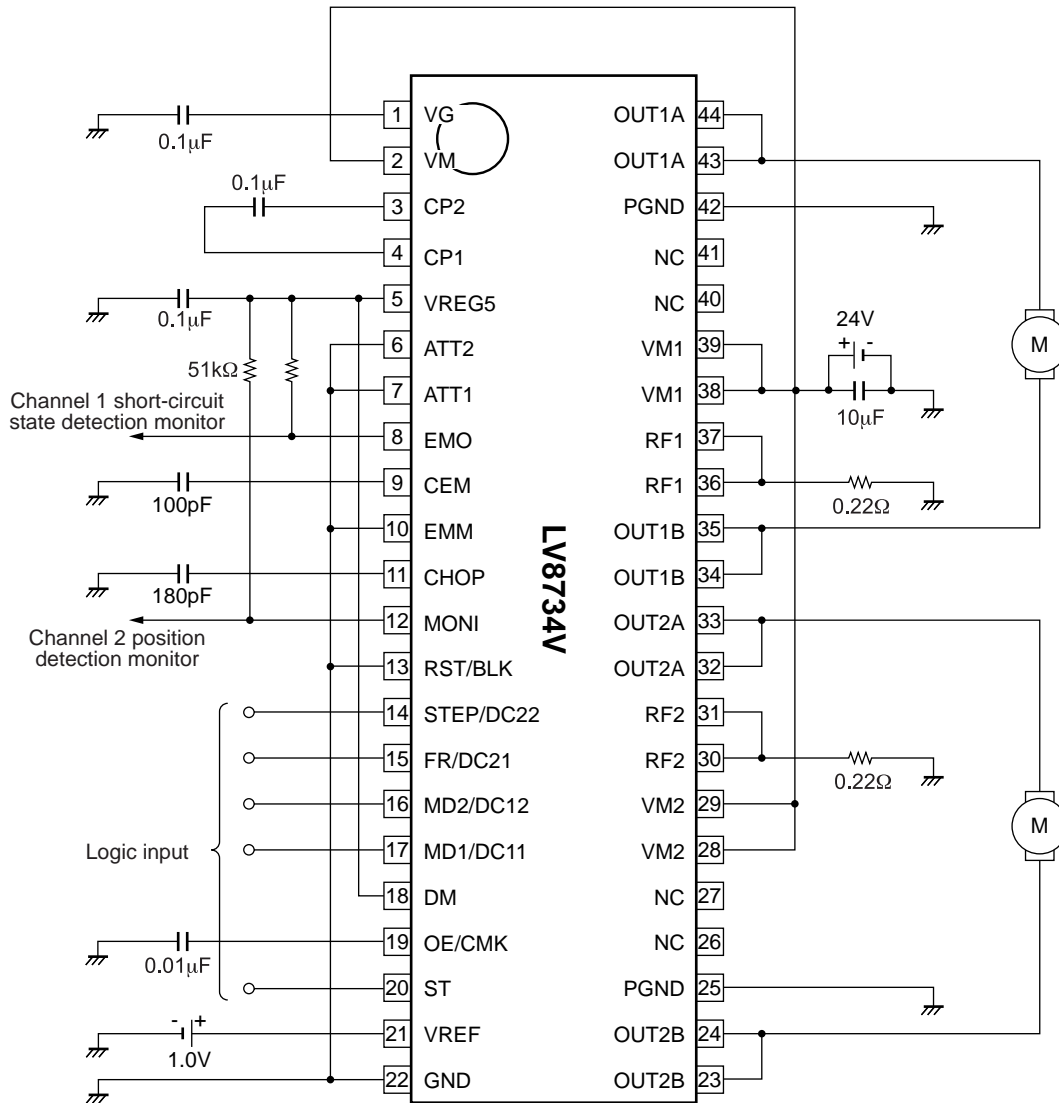 1 VG
0.1µF
2 VM
0.1µF
3 CP2
4 CP1
5 VREG5
0.1µF
6 ATT2
51kΩ
7 ATT1
Channel 1 short-circuit
state detection monitor
8 EMO
9 CEM
100pF
10 EMM
11 CHOP
180pF
12 MONI
Channel 2 position
detection monitor
13 RST/BLK
14 STEP/DC22
15 FR/DC21
16 MD2/DC12
Logic input
17 MD1/DC11
18 DM
19 OE/CMK
0.01µF
20 ST
- +
21 VREF
1.0V
22 GND
LV8734V
OUT1A 44
OUT1A 43
PGND 42
NC 41
NC 40
24V
+ -
VM1 39
M
VM1 38
10µF
RF1 37
RF1 36
0.22Ω
OUT1B 35
OUT1B 34
OUT2A 33
OUT2A 32
RF2 31
RF2 30
0.22Ω
VM2 29
M
VM2 28
NC 27
NC 26
PGND 25
OUT2B 24
OUT2B 23